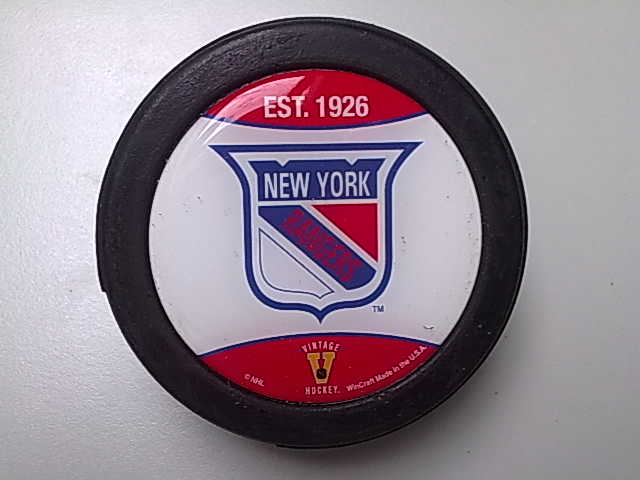 EST. 1926
NEW YORK
RANGERS
TM
VINTAGE
V
HOCKEY.
© NHL
WinCraft Made in the U.S.A.